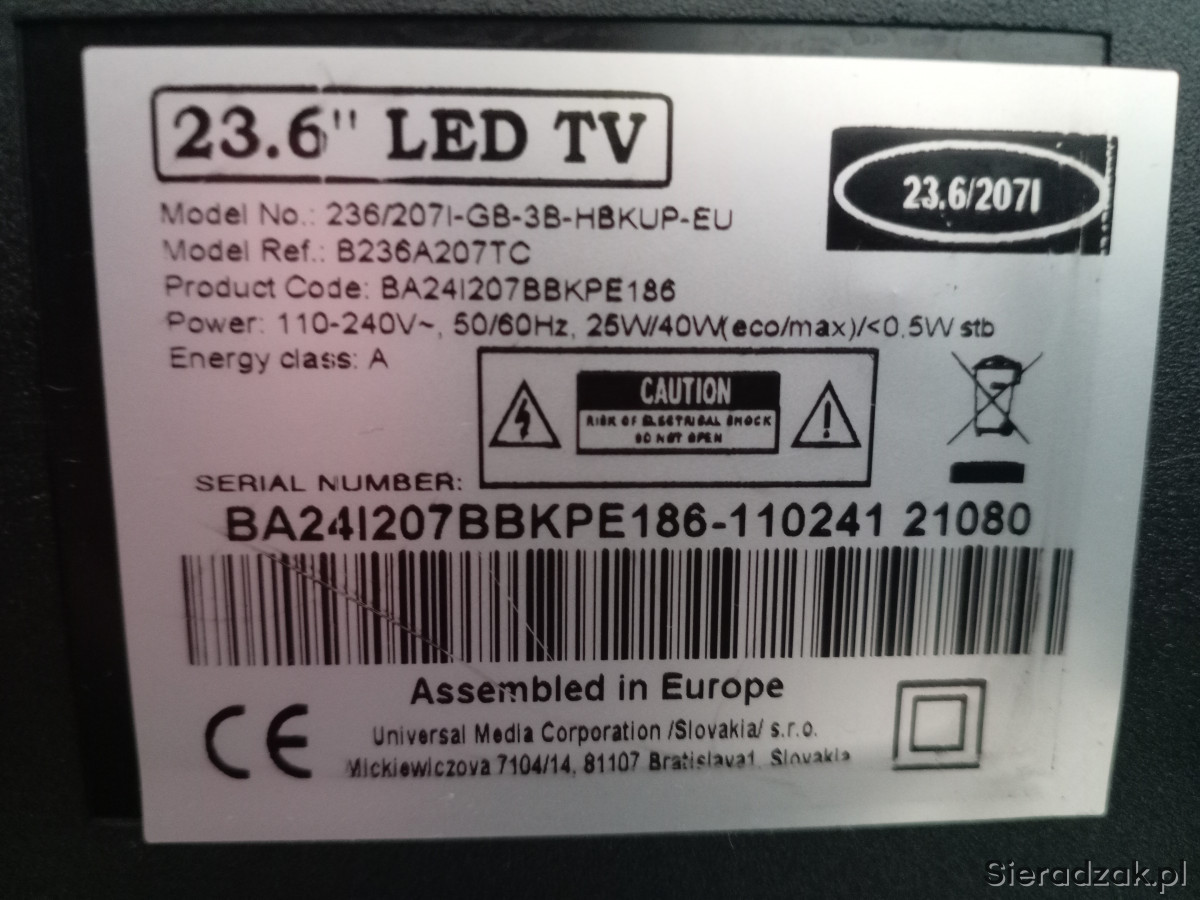 23.6" LED TV
23.6/207I
Model No.: 236/207I-GB-3B-HBKUP-EU
Model Ref.: B236A207TC
Product Code: BA24I207BBKPE186
Power: 110-240V~, 50/60Hz, 25W/40W(eco/max)/<0.5W stb
Energy class: A
CAUTION
RISK OF ELECTRICAL SHOCK
DO NOT OPEN
SERIAL NUMBER:
BA24I207BBKPE186-110241 21080
Assembled in Europe
CE
Universal Media Corporation /Slovakia/ s.r.o.
Mickiewiczova 7104/14, 81107 Bratislava1, Slovakia
Sieradzak.pl